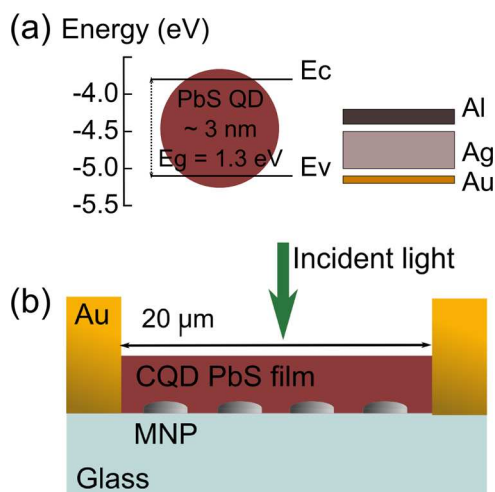 (a) Energy (eV)
-4.0
-4.5
-5.0
-5.5
PbS QD
~ 3 nm
Eg = 1.3 eV
Ec
Ev
Al
Ag
Au
(b)
Incident light
Au
20 μm
CQD PbS film
MNP
Glass